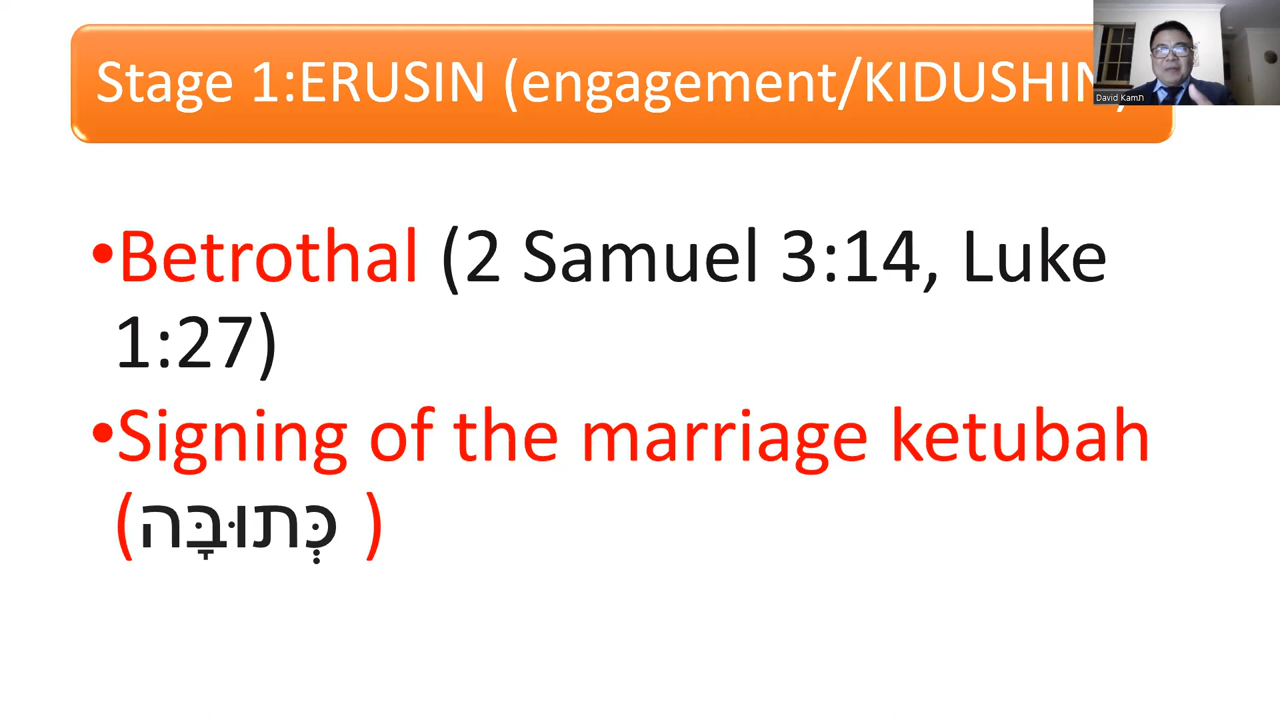 Stage 1:ERUSIN (engagement/KIDUSHIN)
David Kamπ
•Betrothal (2 Samuel 3:14, Luke
1:27)
•Signing of the marriage ketubah
(כְּתוּבָּה )